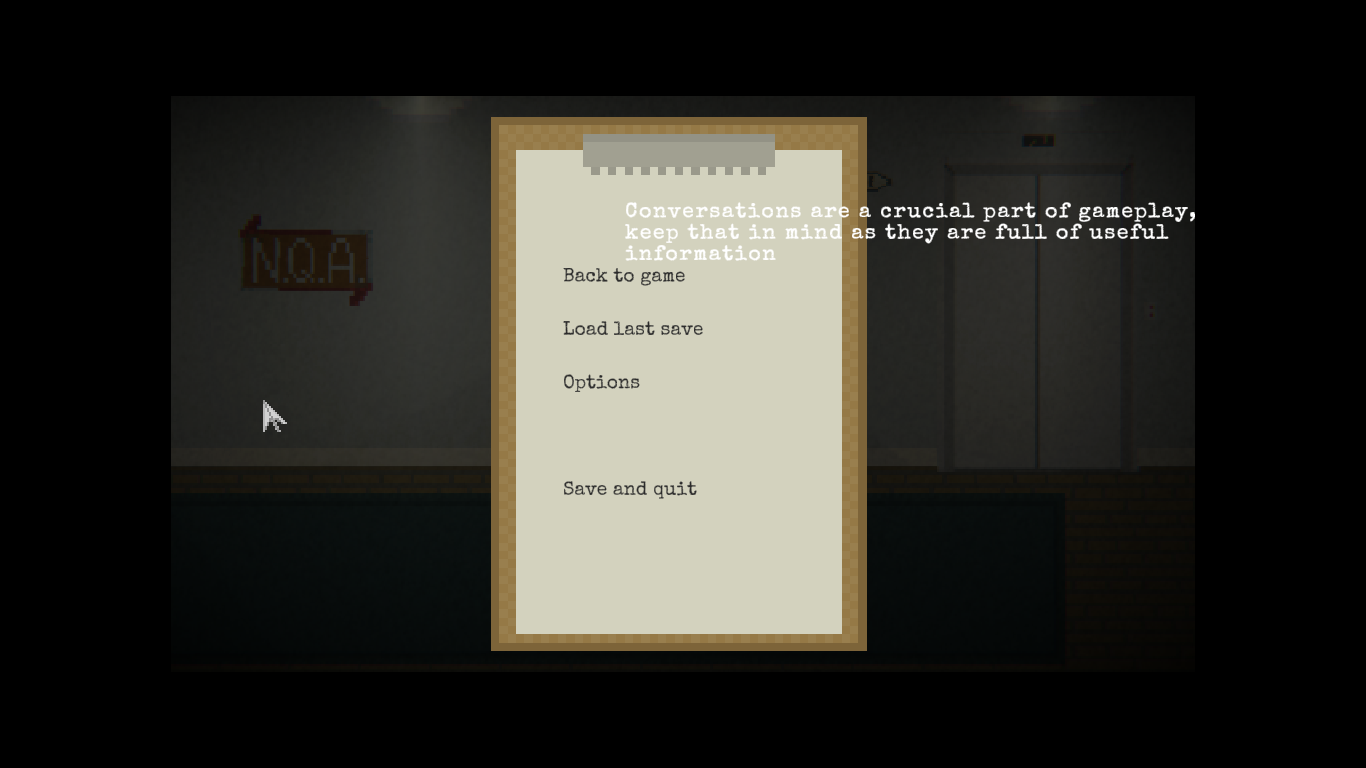 N.Q.A.
Conversations are a crucial part of gameplay,
keep that in mind as they are full of useful
information
Back to game
Load last save
Options
Save and quit